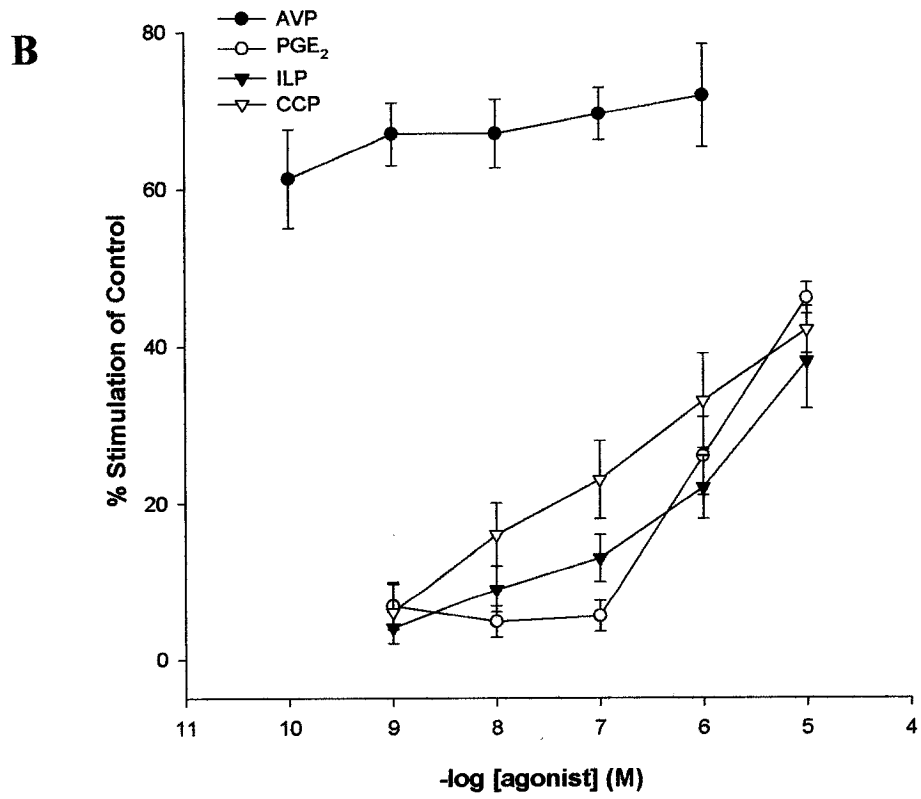 B
AVP
PGE₂
ILP
CCP
80
60
40
20
0
% Stimulation of Control
11 10 9 8 7 6 5 4
-log [agonist] (M)